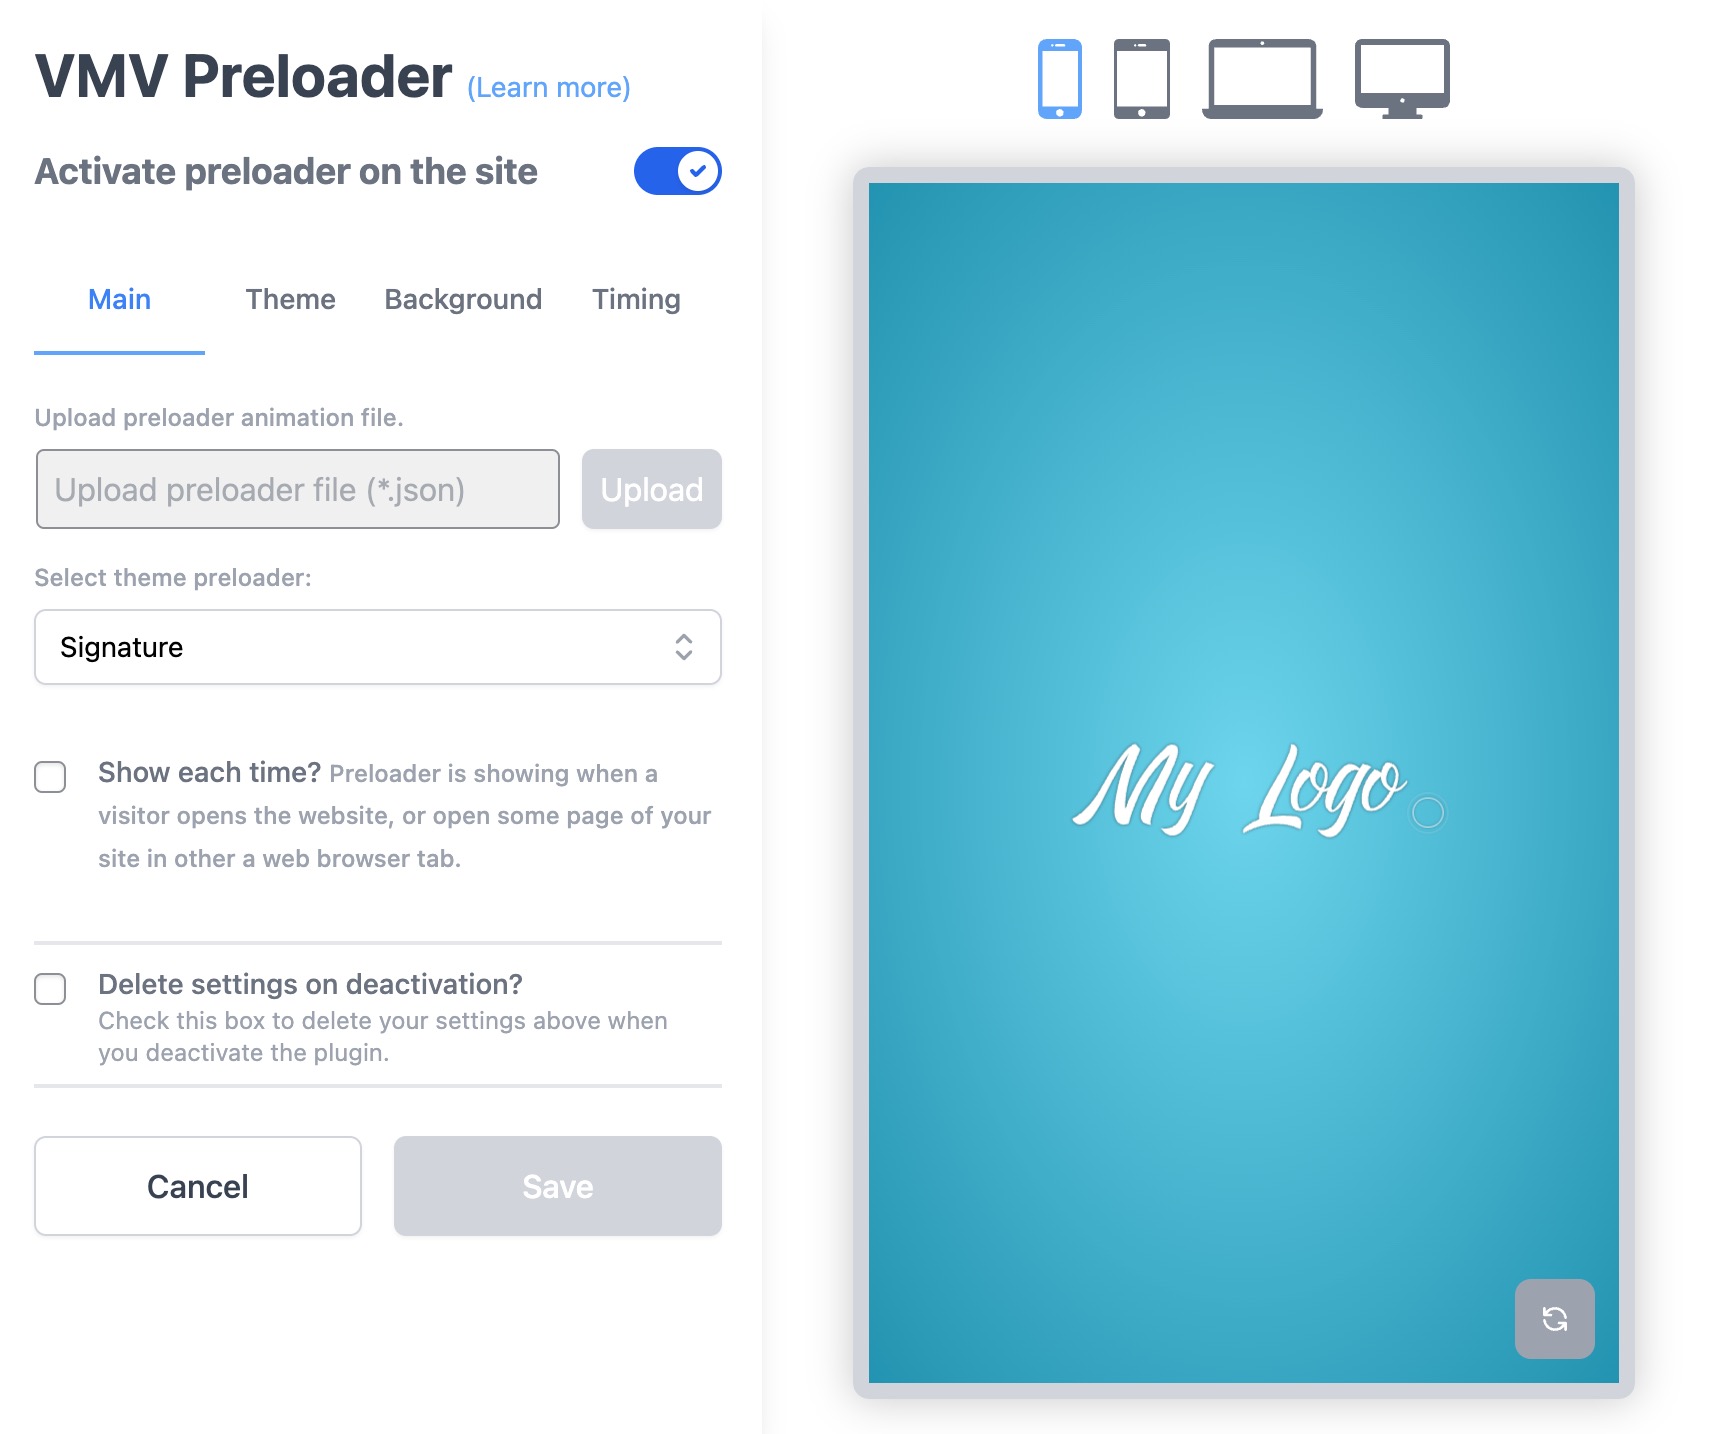 VMV Preloader (Learn more)
Activate preloader on the site
Main Theme Background Timing
Upload preloader animation file.
Upload preloader file (*.json) Upload
Select theme preloader:
Signature
Show each time? Preloader is showing when a
visitor opens the website, or open some page of your
site in other a web browser tab.
Delete settings on deactivation?
Check this box to delete your settings above when
you deactivate the plugin.
Cancel Save
My Logo